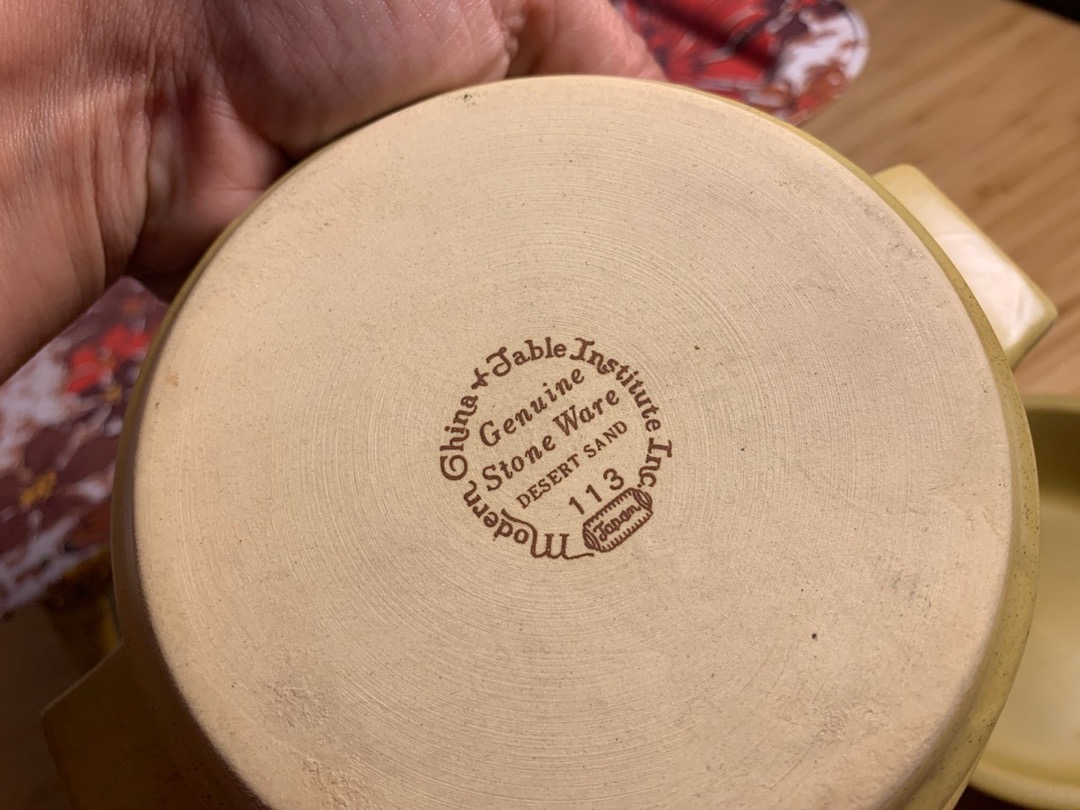 Modern China & Table Institute Inc.
Genuine
Stone Ware
DESERT SAND
113
Japan